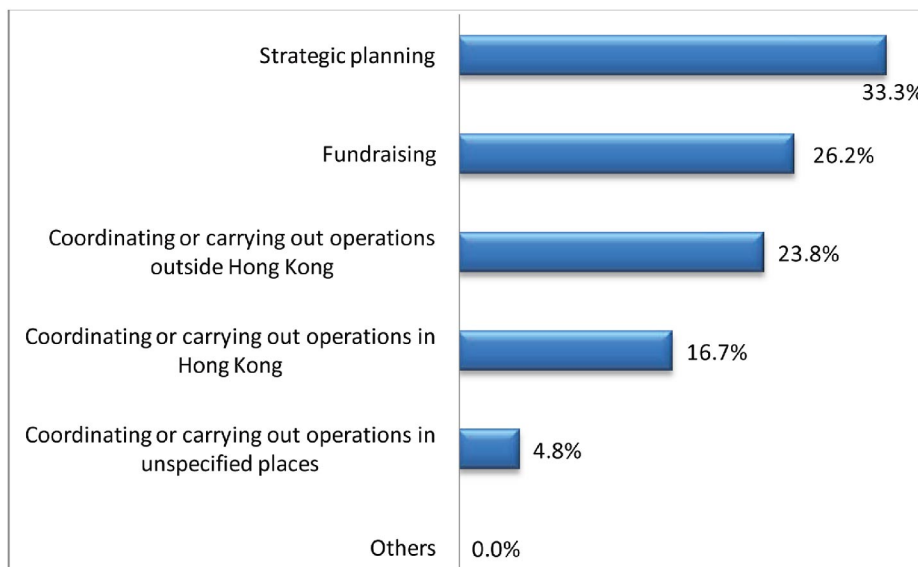 Strategic planning
33.3%
Fundraising
26.2%
Coordinating or carrying out operations
outside Hong Kong
23.8%
Coordinating or carrying out operations in
Hong Kong
16.7%
Coordinating or carrying out operations in
unspecified places
4.8%
Others
0.0%